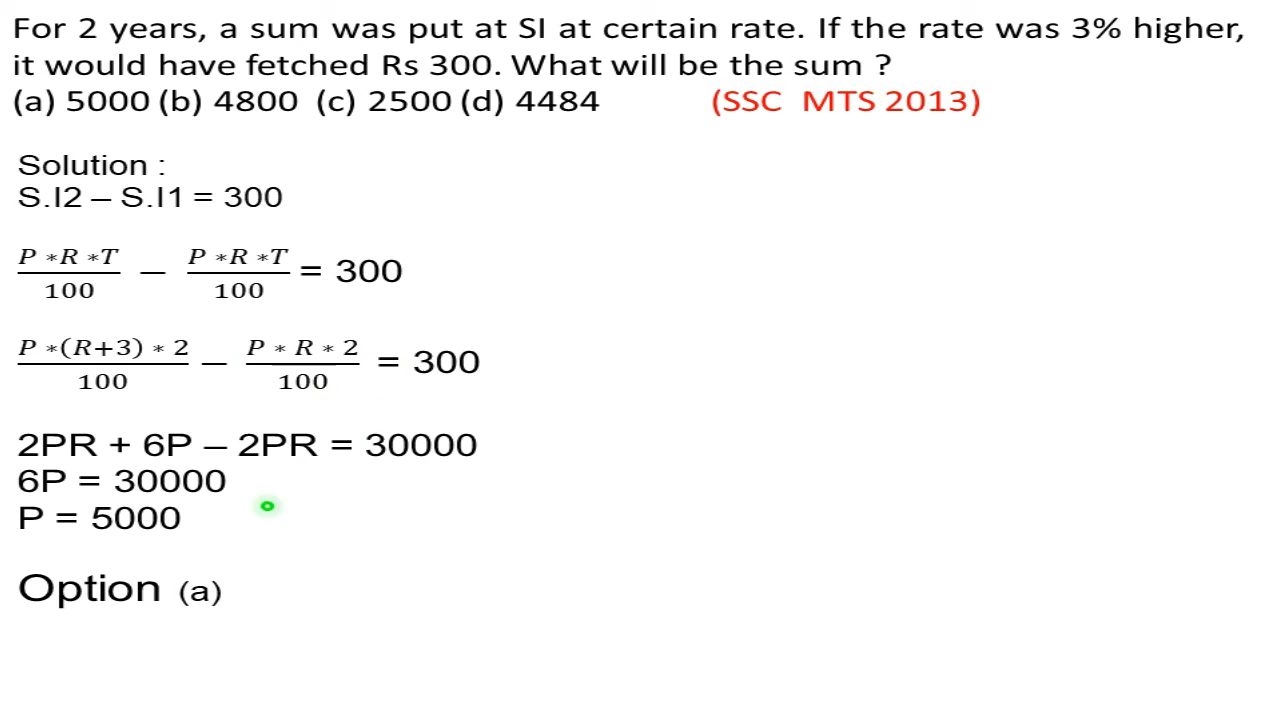 For 2 years, a sum was put at SI at certain rate. If the rate was 3% higher,
it would have fetched Rs 300. What will be the sum ?
(a) 5000 (b) 4800 (c) 2500 (d) 4484 (SSC MTS 2013)
Solution :
S.I2 – S.I1 = 300
P ∗R ∗T/100 – P ∗R ∗T/100 = 300
P ∗(R+3) ∗ 2/100 – P ∗ R ∗ 2/100 = 300
2PR + 6P – 2PR = 30000
6P = 30000
P = 5000
Option (a)